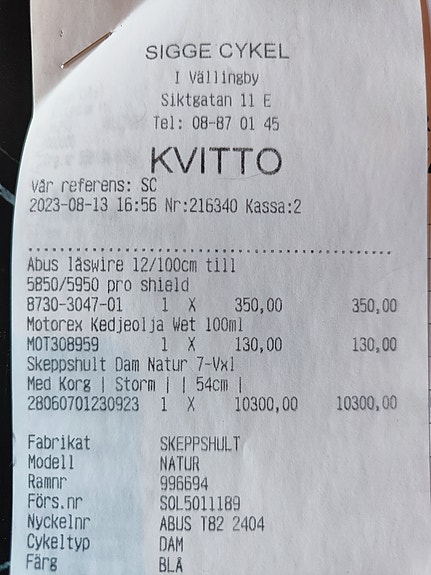 SIGGE CYKEL
I Vällingby
Siktgatan 11 E
Tel: 08-87 01 45
KVITTO
Vår referens: SC
2023-08-13 16:56 Nr:216340 Kassa:2
Abus låswire 12/100cm till
5850/5950 pro shield
8730-3047-01 1 X 350,00 350,00
Motorex Kedjeolja Wet 100ml
MOT308959 1 X 130,00 130,00
Skeppshult Dam Natur 7-Vxl
Med Korg | Storm | | 54cm |
28060701230923 1 X 10300,00 10300,00
Fabrikat SKEPPSHULT
Modell NATUR
Ramnr 996694
Förs.nr SOL5011189
Nyckelnr ABUS T82 2404
Cykeltyp DAM
Färg BLÅ